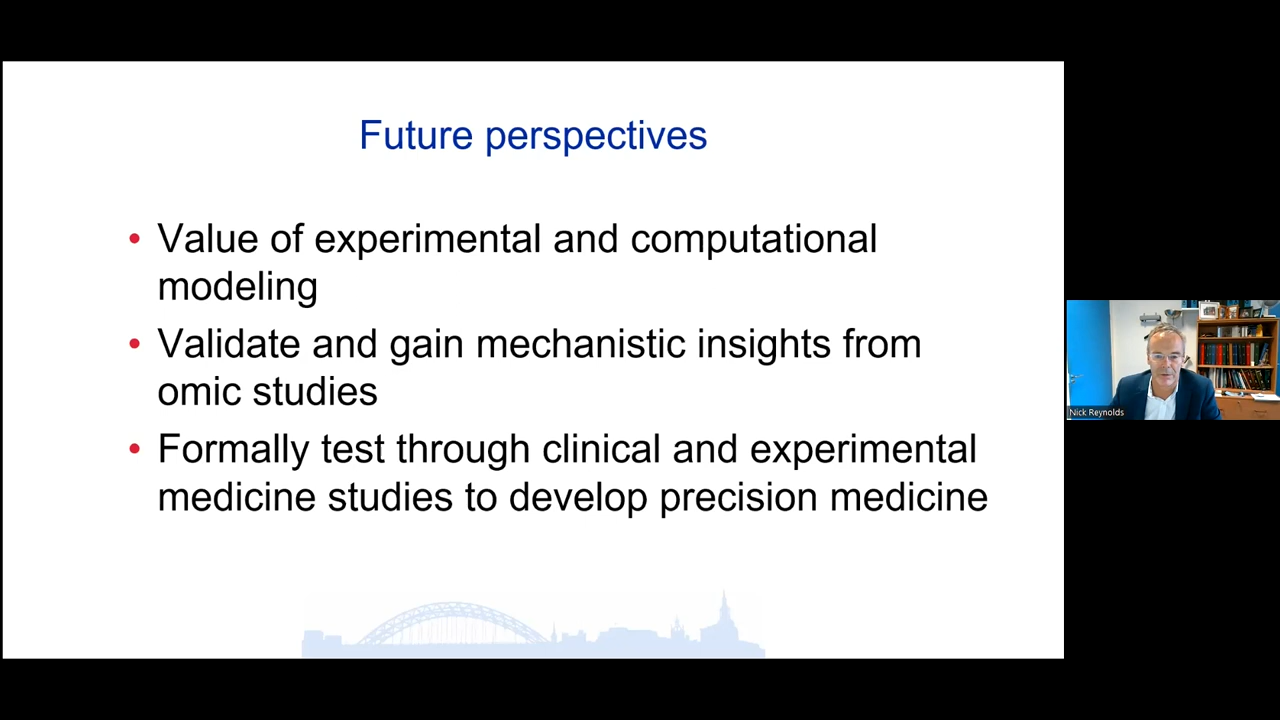 Future perspectives
• Value of experimental and computational
modeling
• Validate and gain mechanistic insights from
omic studies
• Formally test through clinical and experimental
medicine studies to develop precision medicine
Nick Reynolds